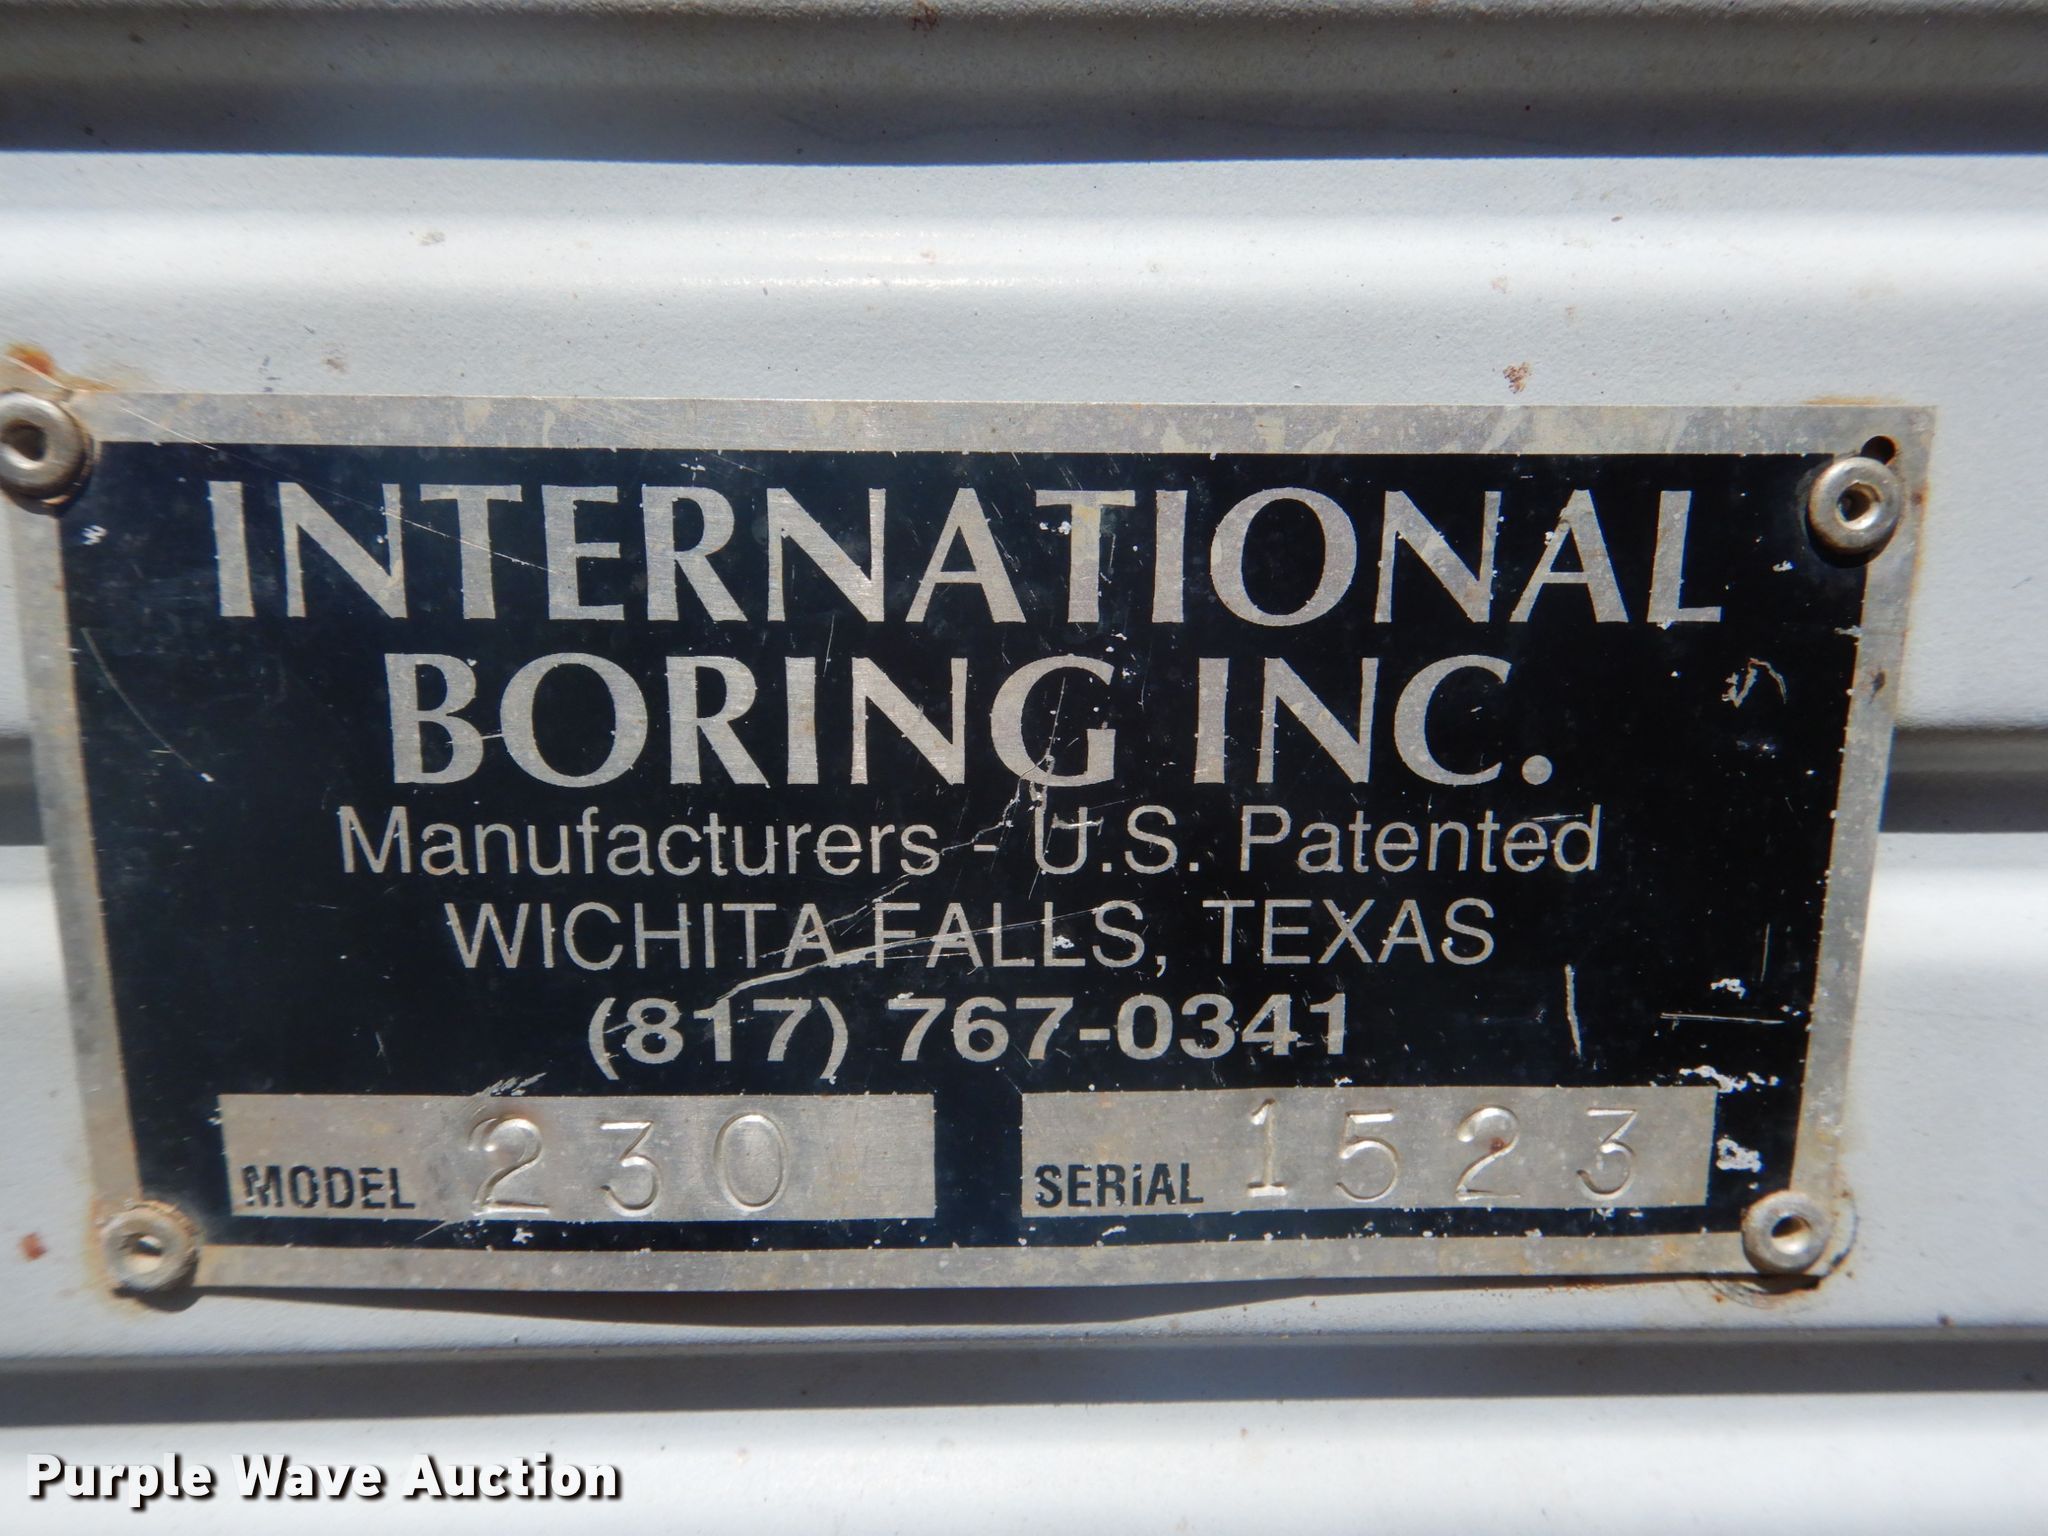 INTERNATIONAL
BORING INC.
Manufacturers - U.S. Patented
WICHITA FALLS, TEXAS
(817) 767-0341
MODEL 230 SERIAL 1523
Purple Wave Auction